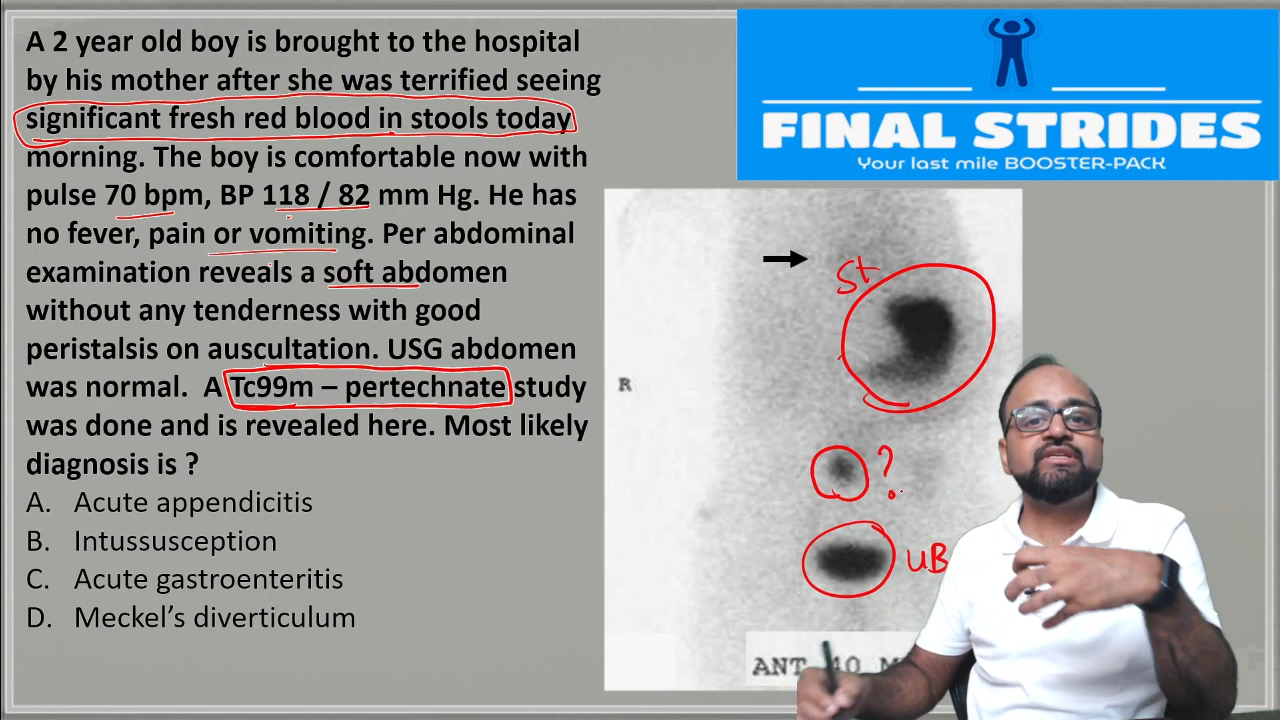 A 2 year old boy is brought to the hospital
by his mother after she was terrified seeing
significant fresh red blood in stools today
morning. The boy is comfortable now with
pulse 70 bpm, BP 118 / 82 mm Hg. He has
no fever, pain or vomiting. Per abdominal
examination reveals a soft abdomen
without any tenderness with good
peristalsis on auscultation. USG abdomen
was normal. A Tc99m – pertechnate study
was done and is revealed here. Most likely
diagnosis is ?
A. Acute appendicitis
B. Intussusception
C. Acute gastroenteritis
D. Meckel's diverticulum
FINAL STRIDES
Your last mile BOOSTER-PACK
St
R
?
UB
ANT 40 M